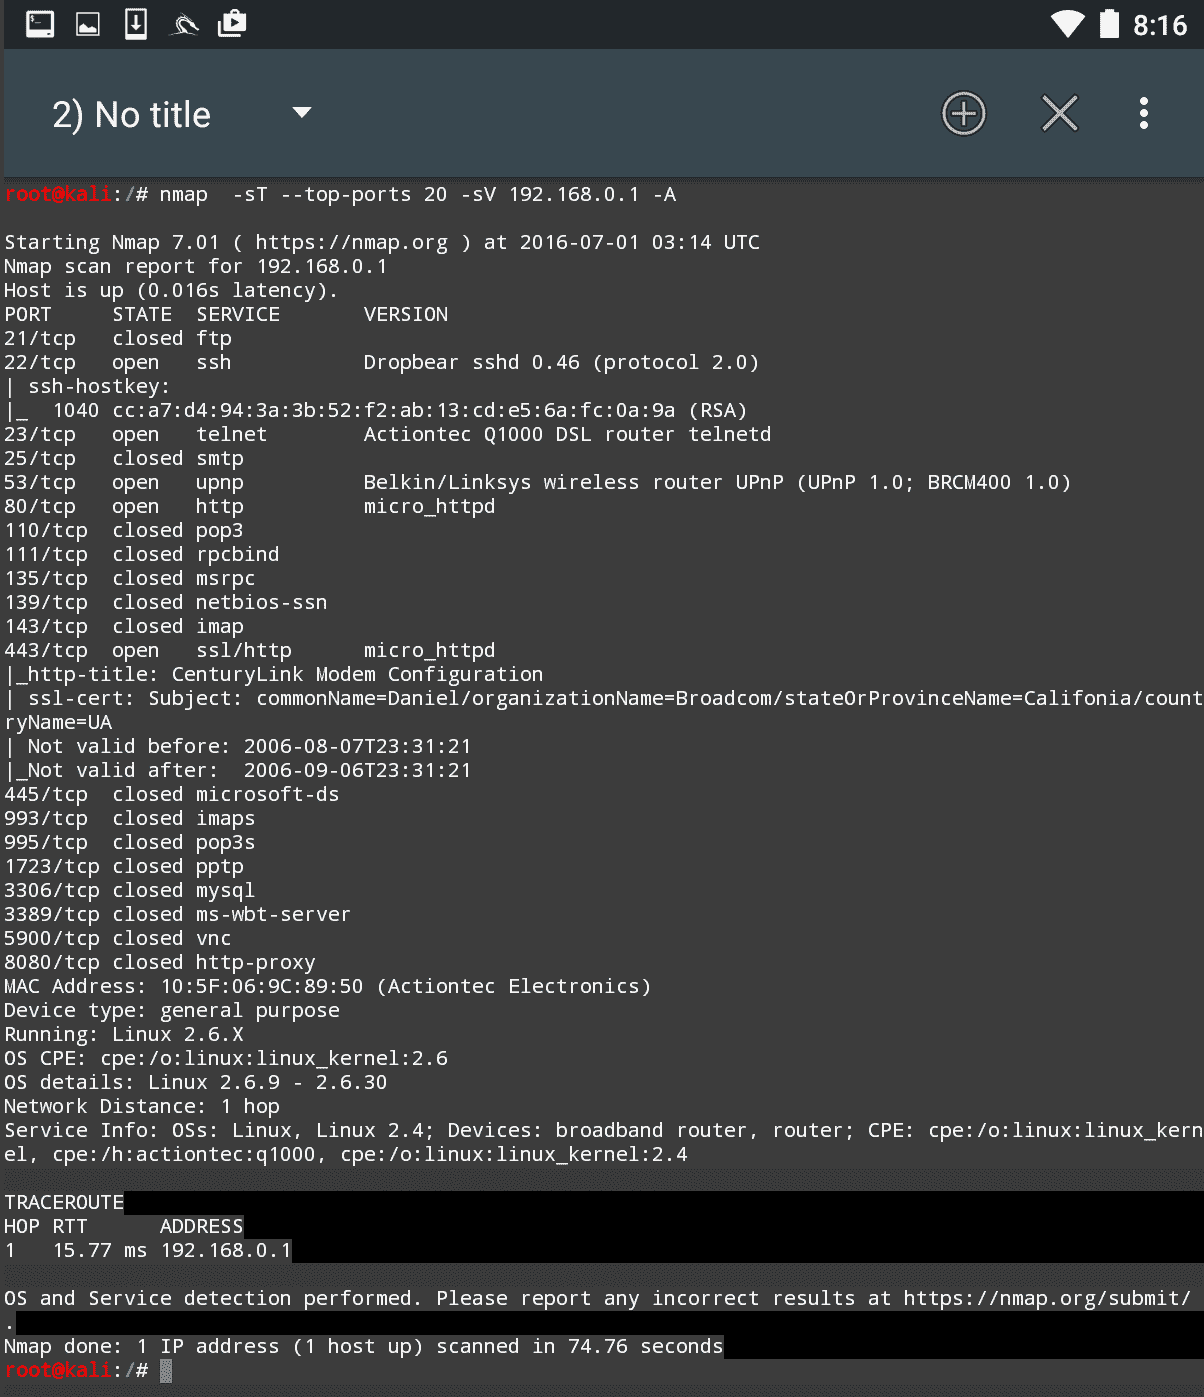 8:16
2) No title
root@kali:/# nmap  -sT --top-ports 20 -sV 192.168.0.1 -A
Starting Nmap 7.01 ( https://nmap.org ) at 2016-07-01 03:14 UTC
Nmap scan report for 192.168.0.1
Host is up (0.016s latency).
PORT     STATE  SERVICE       VERSION
21/tcp   closed ftp
22/tcp   open   ssh           Dropbear sshd 0.46 (protocol 2.0)
| ssh-hostkey:
|_  1040 cc:a7:d4:94:3a:3b:52:f2:ab:13:cd:e5:6a:fc:0a:9a (RSA)
23/tcp   open   telnet        Actiontec Q1000 DSL router telnetd
25/tcp   closed smtp
53/tcp   open   upnp          Belkin/Linksys wireless router UPnP (UPnP 1.0; BRCM400 1.0)
80/tcp   open   http          micro_httpd
110/tcp  closed pop3
111/tcp  closed rpcbind
135/tcp  closed msrpc
139/tcp  closed netbios-ssn
143/tcp  closed imap
443/tcp  open   ssl/http      micro_httpd
|_http-title: CenturyLink Modem Configuration
| ssl-cert: Subject: commonName=Daniel/organizationName=Broadcom/stateOrProvinceName=Califonia/count
ryName=UA
| Not valid before: 2006-08-07T23:31:21
|_Not valid after:  2006-09-06T23:31:21
445/tcp  closed microsoft-ds
993/tcp  closed imaps
995/tcp  closed pop3s
1723/tcp closed pptp
3306/tcp closed mysql
3389/tcp closed ms-wbt-server
5900/tcp closed vnc
8080/tcp closed http-proxy
MAC Address: 10:5F:06:9C:89:50 (Actiontec Electronics)
Device type: general purpose
Running: Linux 2.6.X
OS CPE: cpe:/o:linux:linux_kernel:2.6
OS details: Linux 2.6.9 - 2.6.30
Network Distance: 1 hop
Service Info: OSs: Linux, Linux 2.4; Devices: broadband router, router; CPE: cpe:/o:linux:linux_kern
el, cpe:/h:actiontec:q1000, cpe:/o:linux:linux_kernel:2.4
TRACEROUTE
HOP RTT      ADDRESS
1   15.77 ms 192.168.0.1
OS and Service detection performed. Please report any incorrect results at https://nmap.org/submit/
.
Nmap done: 1 IP address (1 host up) scanned in 74.76 seconds
root@kali:/#